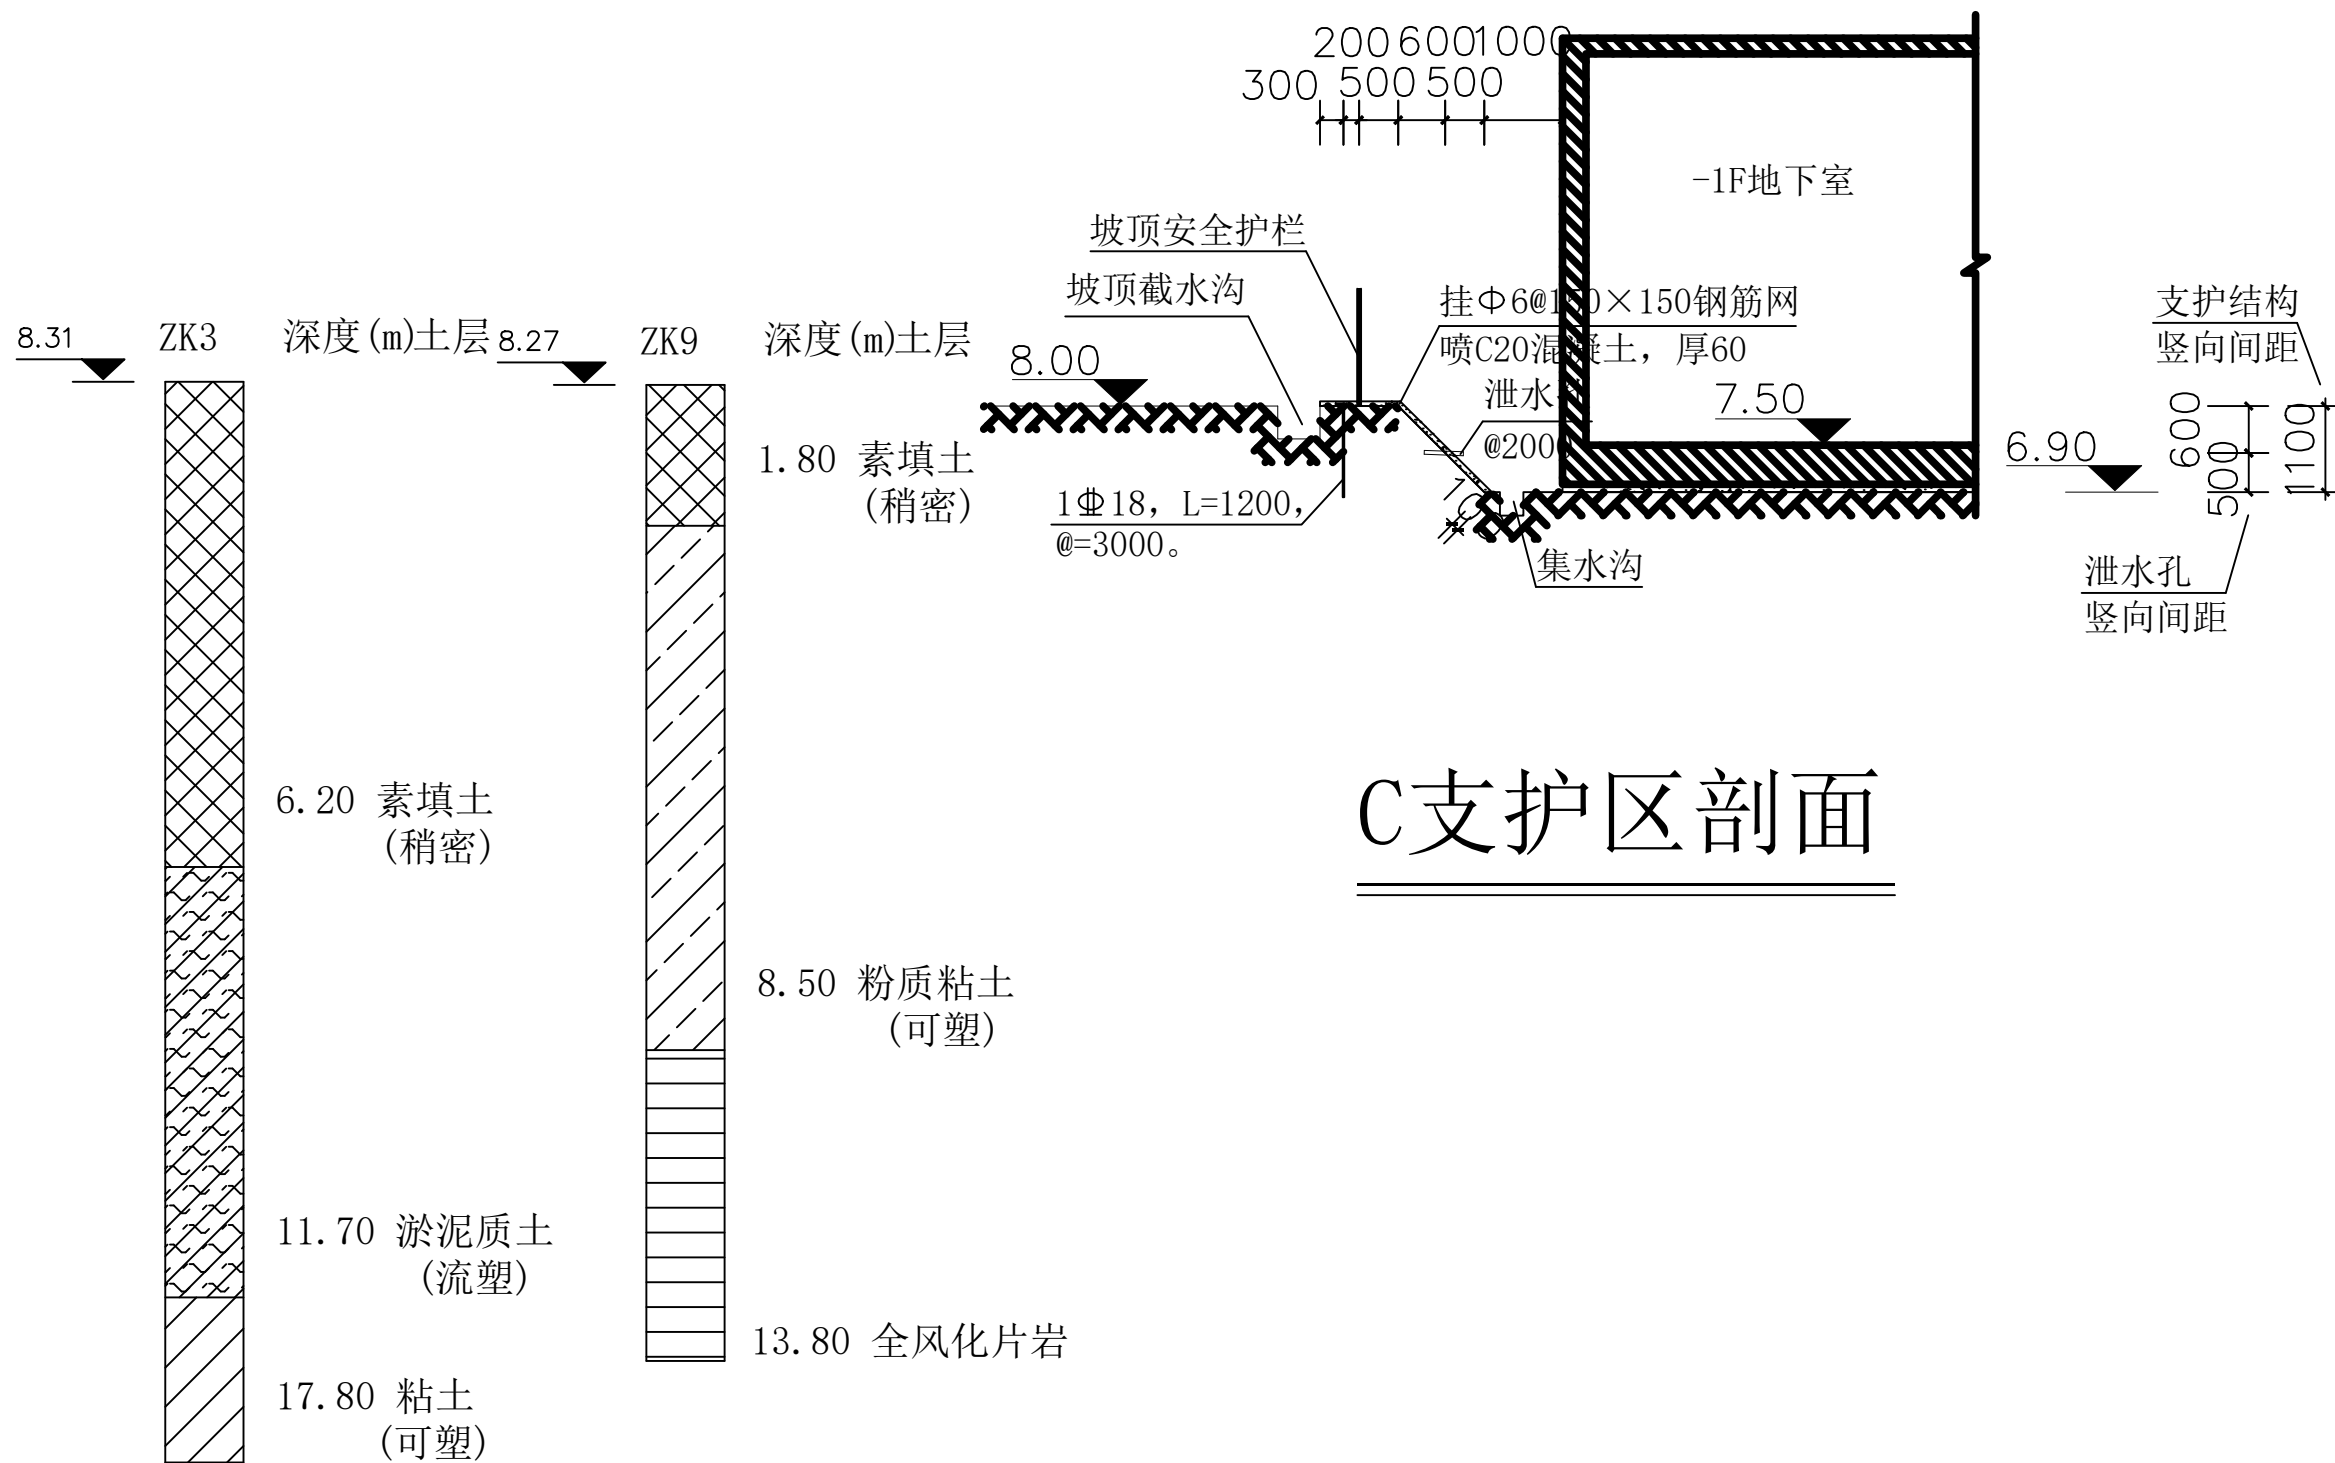 200 600 1000
300 500 500
-1F地下室
坡顶安全护栏
坡顶截水沟
挂Φ6@150×150钢筋网
喷C20混凝土，厚60
泄水孔
@2000
8.00
7.50
6.90
支护结构
竖向间距
600
500
1100
泄水孔
竖向间距
1Φ18，L=1200，
@=3000。
集水沟
8.31
ZK3
深度(m)土层
6.20 素填土
(稍密)
11.70 淤泥质土
(流塑)
17.80 粘土
(可塑)
8.27
ZK9
深度(m)土层
1.80 素填土
(稍密)
8.50 粉质粘土
(可塑)
13.80 全风化片岩
C支护区剖面